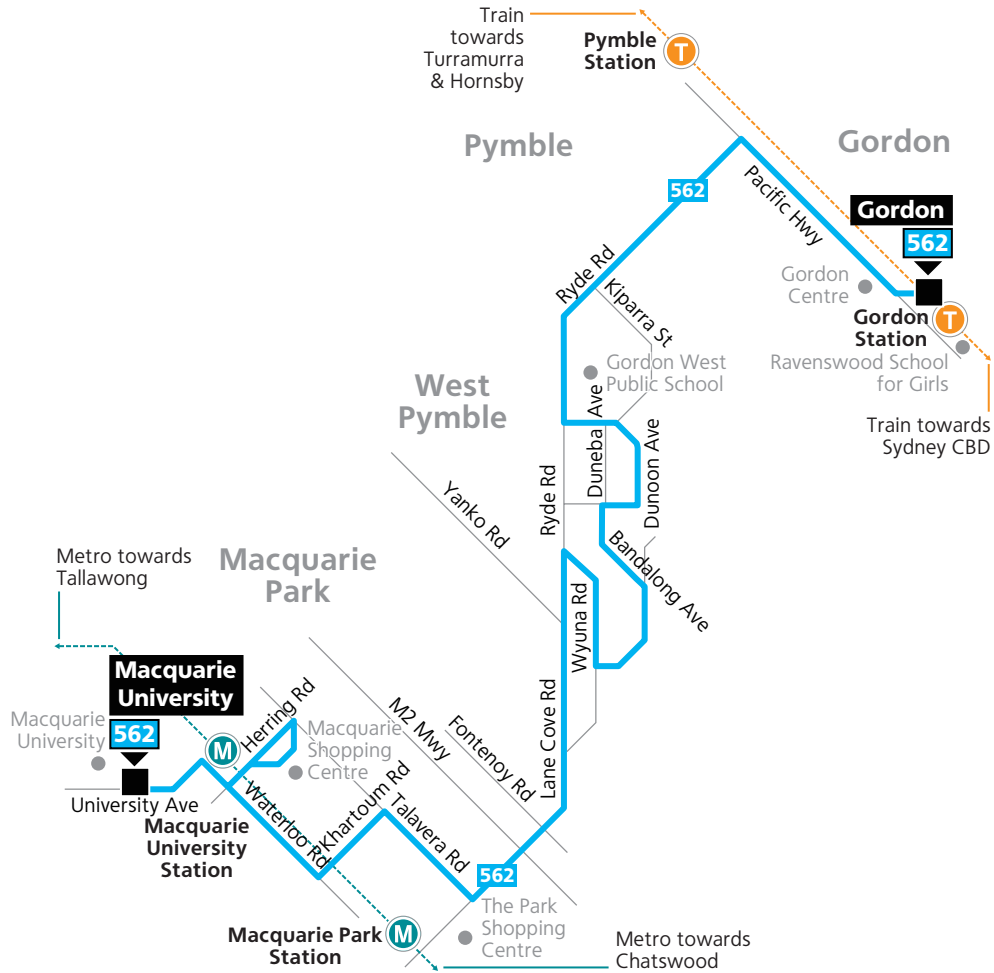 Train
towards
Turramurra
& Hornsby
Pymble
Station
T
Pymble
Gordon
562
Pacific Hwy
Gordon
562
Ryde Rd
Gordon
Centre
Kiparra St
Gordon
Station
T
Gordon West
Public School
Ravenswood School
for Girls
West
Pymble
Train towards
Sydney CBD
Duneba Ave
Dunoon Ave
Ryde Rd
Yanko Rd
Bandalong Ave
Metro towards
Tallawong
Macquarie
Park
Wyuna Rd
Macquarie
University
Macquarie
University
562
M
Herring Rd
Macquarie
Shopping
Centre
M2 Mwy
Fontenoy Rd
Lane Cove Rd
University Ave
Macquarie
University
Station
Waterloo Rd
Khartoum Rd
Talavera Rd
562
The Park
Shopping
Centre
Macquarie Park
Station
M
Metro towards
Chatswood